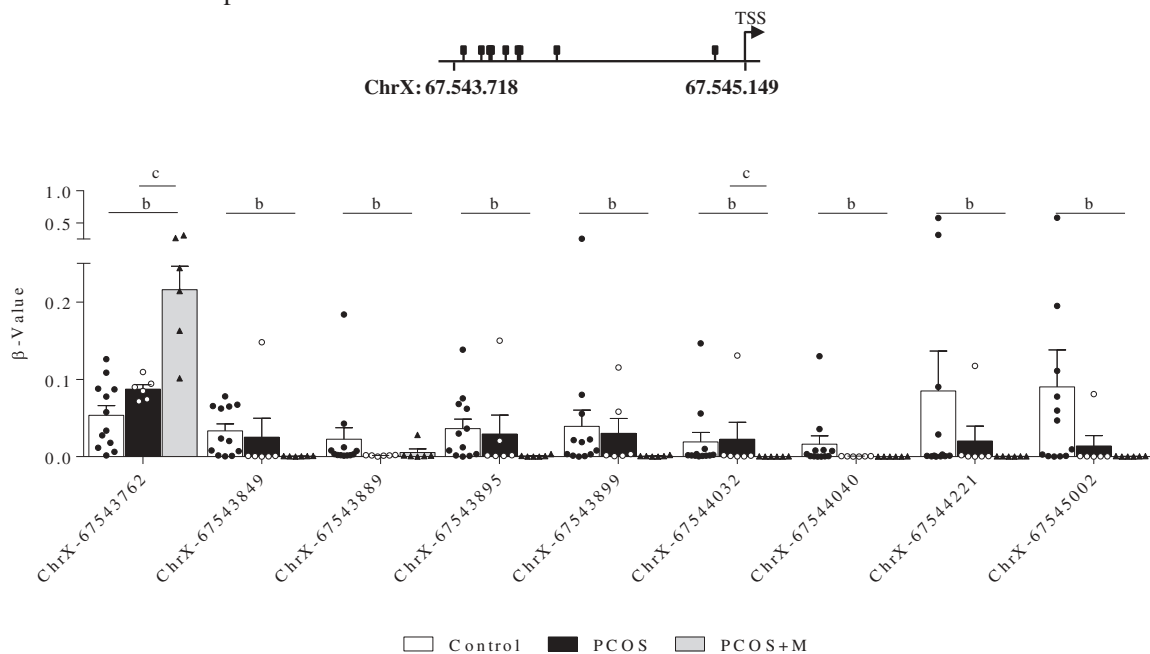 TSS
ChrX: 67.543.718 67.545.149
c c
b b b b b b b b b
1.0
0.5
0.2
0.1
0.0
β-Value
ChrX-67543762
ChrX-67543849
ChrX-67543889
ChrX-67543895
ChrX-67543899
ChrX-67544032
ChrX-67544040
ChrX-67544221
ChrX-67545002
Control PCOS PCOS+M